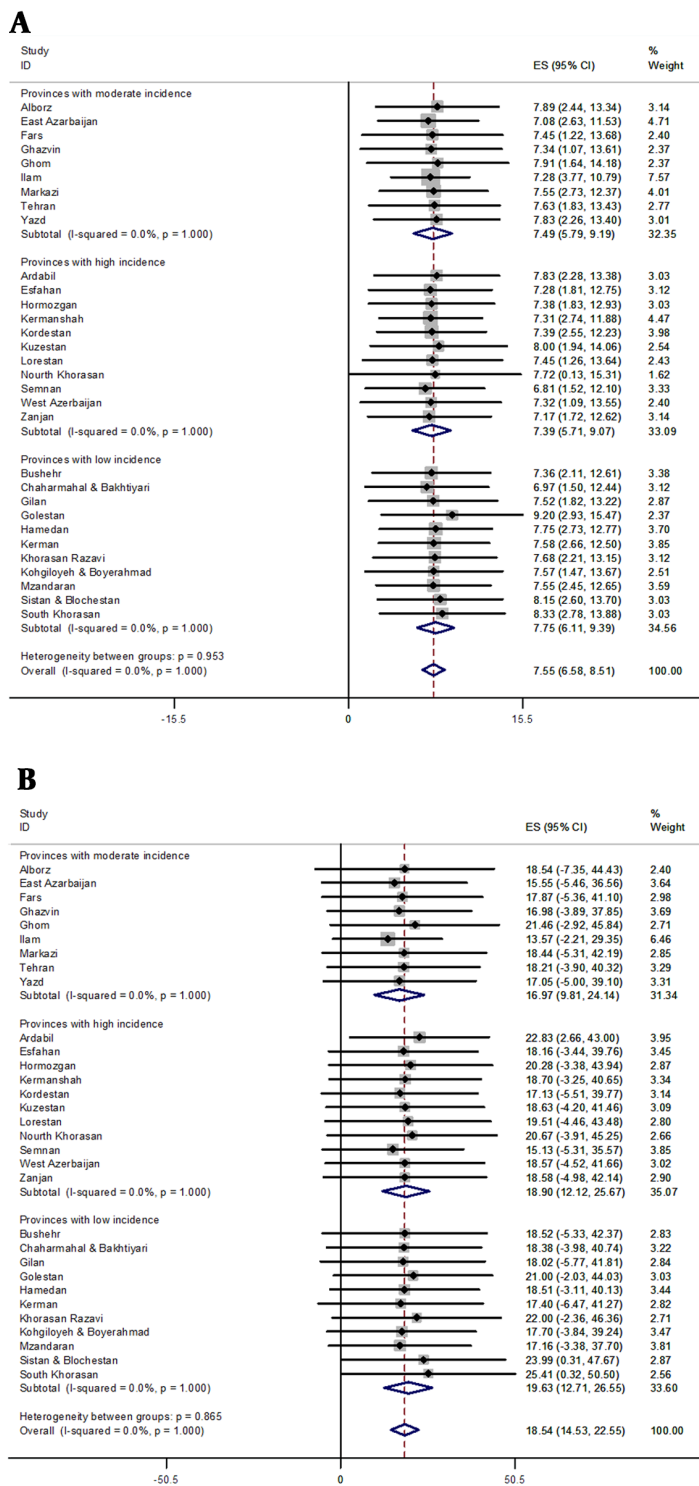 A
Study %
ID ES (95% CI) Weight
Provinces with moderate incidence
Alborz 7.89 (2.44, 13.34) 3.14
East Azarbaijan 7.08 (2.63, 11.53) 4.71
Fars 7.45 (1.22, 13.68) 2.40
Ghazvin 7.34 (1.07, 13.61) 2.37
Ghom 7.91 (1.64, 14.18) 2.37
Ilam 7.28 (3.77, 10.79) 7.57
Markazi 7.55 (2.73, 12.37) 4.01
Tehran 7.63 (1.83, 13.43) 2.77
Yazd 7.83 (2.26, 13.40) 3.01
Subtotal (I-squared = 0.0%, p = 1.000) 7.49 (5.79, 9.19) 32.35
Provinces with high incidence
Ardabil 7.83 (2.28, 13.38) 3.03
Esfahan 7.28 (1.81, 12.75) 3.12
Hormozgan 7.38 (1.83, 12.93) 3.03
Kermanshah 7.31 (2.74, 11.88) 4.47
Kordestan 7.39 (2.55, 12.23) 3.98
Kuzestan 8.00 (1.94, 14.06) 2.54
Lorestan 7.45 (1.26, 13.64) 2.43
Nourth Khorasan 7.72 (0.13, 15.31) 1.62
Semnan 6.81 (1.52, 12.10) 3.33
West Azerbaijan 7.32 (1.09, 13.55) 2.40
Zanjan 7.17 (1.72, 12.62) 3.14
Subtotal (I-squared = 0.0%, p = 1.000) 7.39 (5.71, 9.07) 33.09
Provinces with low incidence
Bushehr 7.36 (2.11, 12.61) 3.38
Chaharmahal & Bakhtiyari 6.97 (1.50, 12.44) 3.12
Gilan 7.52 (1.82, 13.22) 2.87
Golestan 9.20 (2.93, 15.47) 2.37
Hamedan 7.75 (2.73, 12.77) 3.70
Kerman 7.58 (2.66, 12.50) 3.85
Khorasan Razavi 7.68 (2.21, 13.15) 3.12
Kohgiloyeh & Boyerahmad 7.57 (1.47, 13.67) 2.51
Mzandaran 7.55 (2.45, 12.65) 3.59
Sistan & Blochestan 8.15 (2.60, 13.70) 3.03
South Khorasan 8.33 (2.78, 13.88) 3.03
Subtotal (I-squared = 0.0%, p = 1.000) 7.75 (6.11, 9.39) 34.56
Heterogeneity between groups: p = 0.953
Overall (I-squared = 0.0%, p = 1.000) 7.55 (6.58, 8.51) 100.00
-15.5 0 15.5
B
Study %
ID ES (95% CI) Weight
Provinces with moderate incidence
Alborz 18.54 (-7.35, 44.43) 2.40
East Azarbaijan 15.55 (-5.46, 36.56) 3.64
Fars 17.87 (-5.36, 41.10) 2.98
Ghazvin 16.98 (-3.89, 37.85) 3.69
Ghom 21.46 (-2.92, 45.84) 2.71
Ilam 13.57 (-2.21, 29.35) 6.46
Markazi 18.44 (-5.31, 42.19) 2.85
Tehran 18.21 (-3.90, 40.32) 3.29
Yazd 17.05 (-5.00, 39.10) 3.31
Subtotal (I-squared = 0.0%, p = 1.000) 16.97 (9.81, 24.14) 31.34
Provinces with high incidence
Ardabil 22.83 (2.66, 43.00) 3.95
Esfahan 18.16 (-3.44, 39.76) 3.45
Hormozgan 20.28 (-3.38, 43.94) 2.87
Kermanshah 18.70 (-3.25, 40.65) 3.34
Kordestan 17.13 (-5.51, 39.77) 3.14
Kuzestan 18.63 (-4.20, 41.46) 3.09
Lorestan 19.51 (-4.46, 43.48) 2.80
Nourth Khorasan 20.67 (-3.91, 45.25) 2.66
Semnan 15.13 (-5.31, 35.57) 3.85
West Azerbaijan 18.57 (-4.52, 41.66) 3.02
Zanjan 18.58 (-4.98, 42.14) 2.90
Subtotal (I-squared = 0.0%, p = 1.000) 18.90 (12.12, 25.67) 35.07
Provinces with low incidence
Bushehr 18.52 (-5.33, 42.37) 2.83
Chaharmahal & Bakhtiyari 18.38 (-3.98, 40.74) 3.22
Gilan 18.02 (-5.77, 41.81) 2.84
Golestan 21.00 (-2.03, 44.03) 3.03
Hamedan 18.51 (-3.11, 40.13) 3.44
Kerman 17.40 (-6.47, 41.27) 2.82
Khorasan Razavi 22.00 (-2.36, 46.36) 2.71
Kohgiloyeh & Boyerahmad 17.70 (-3.84, 39.24) 3.47
Mzandaran 17.16 (-3.38, 37.70) 3.81
Sistan & Blochestan 23.99 (0.31, 47.67) 2.87
South Khorasan 25.41 (0.32, 50.50) 2.56
Subtotal (I-squared = 0.0%, p = 1.000) 19.63 (12.71, 26.55) 33.60
Heterogeneity between groups: p = 0.865
Overall (I-squared = 0.0%, p = 1.000) 18.54 (14.53, 22.55) 100.00
-50.5 0 50.5